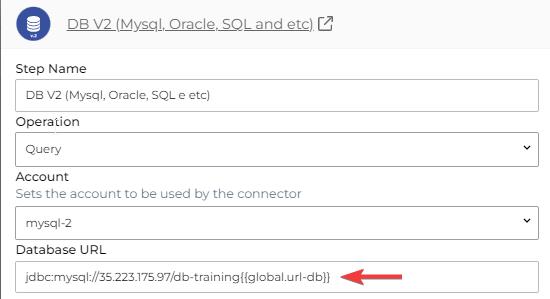 DB V2 (Mysql, Oracle, SQL and etc)
v.2
Step Name
DB V2 (Mysql, Oracle, SQL e etc)
Operation
Query
Account
Sets the account to be used by the connector
mysql-2
Database URL
jdbc:mysql://35.223.175.97/db-training{{global.url-db}}